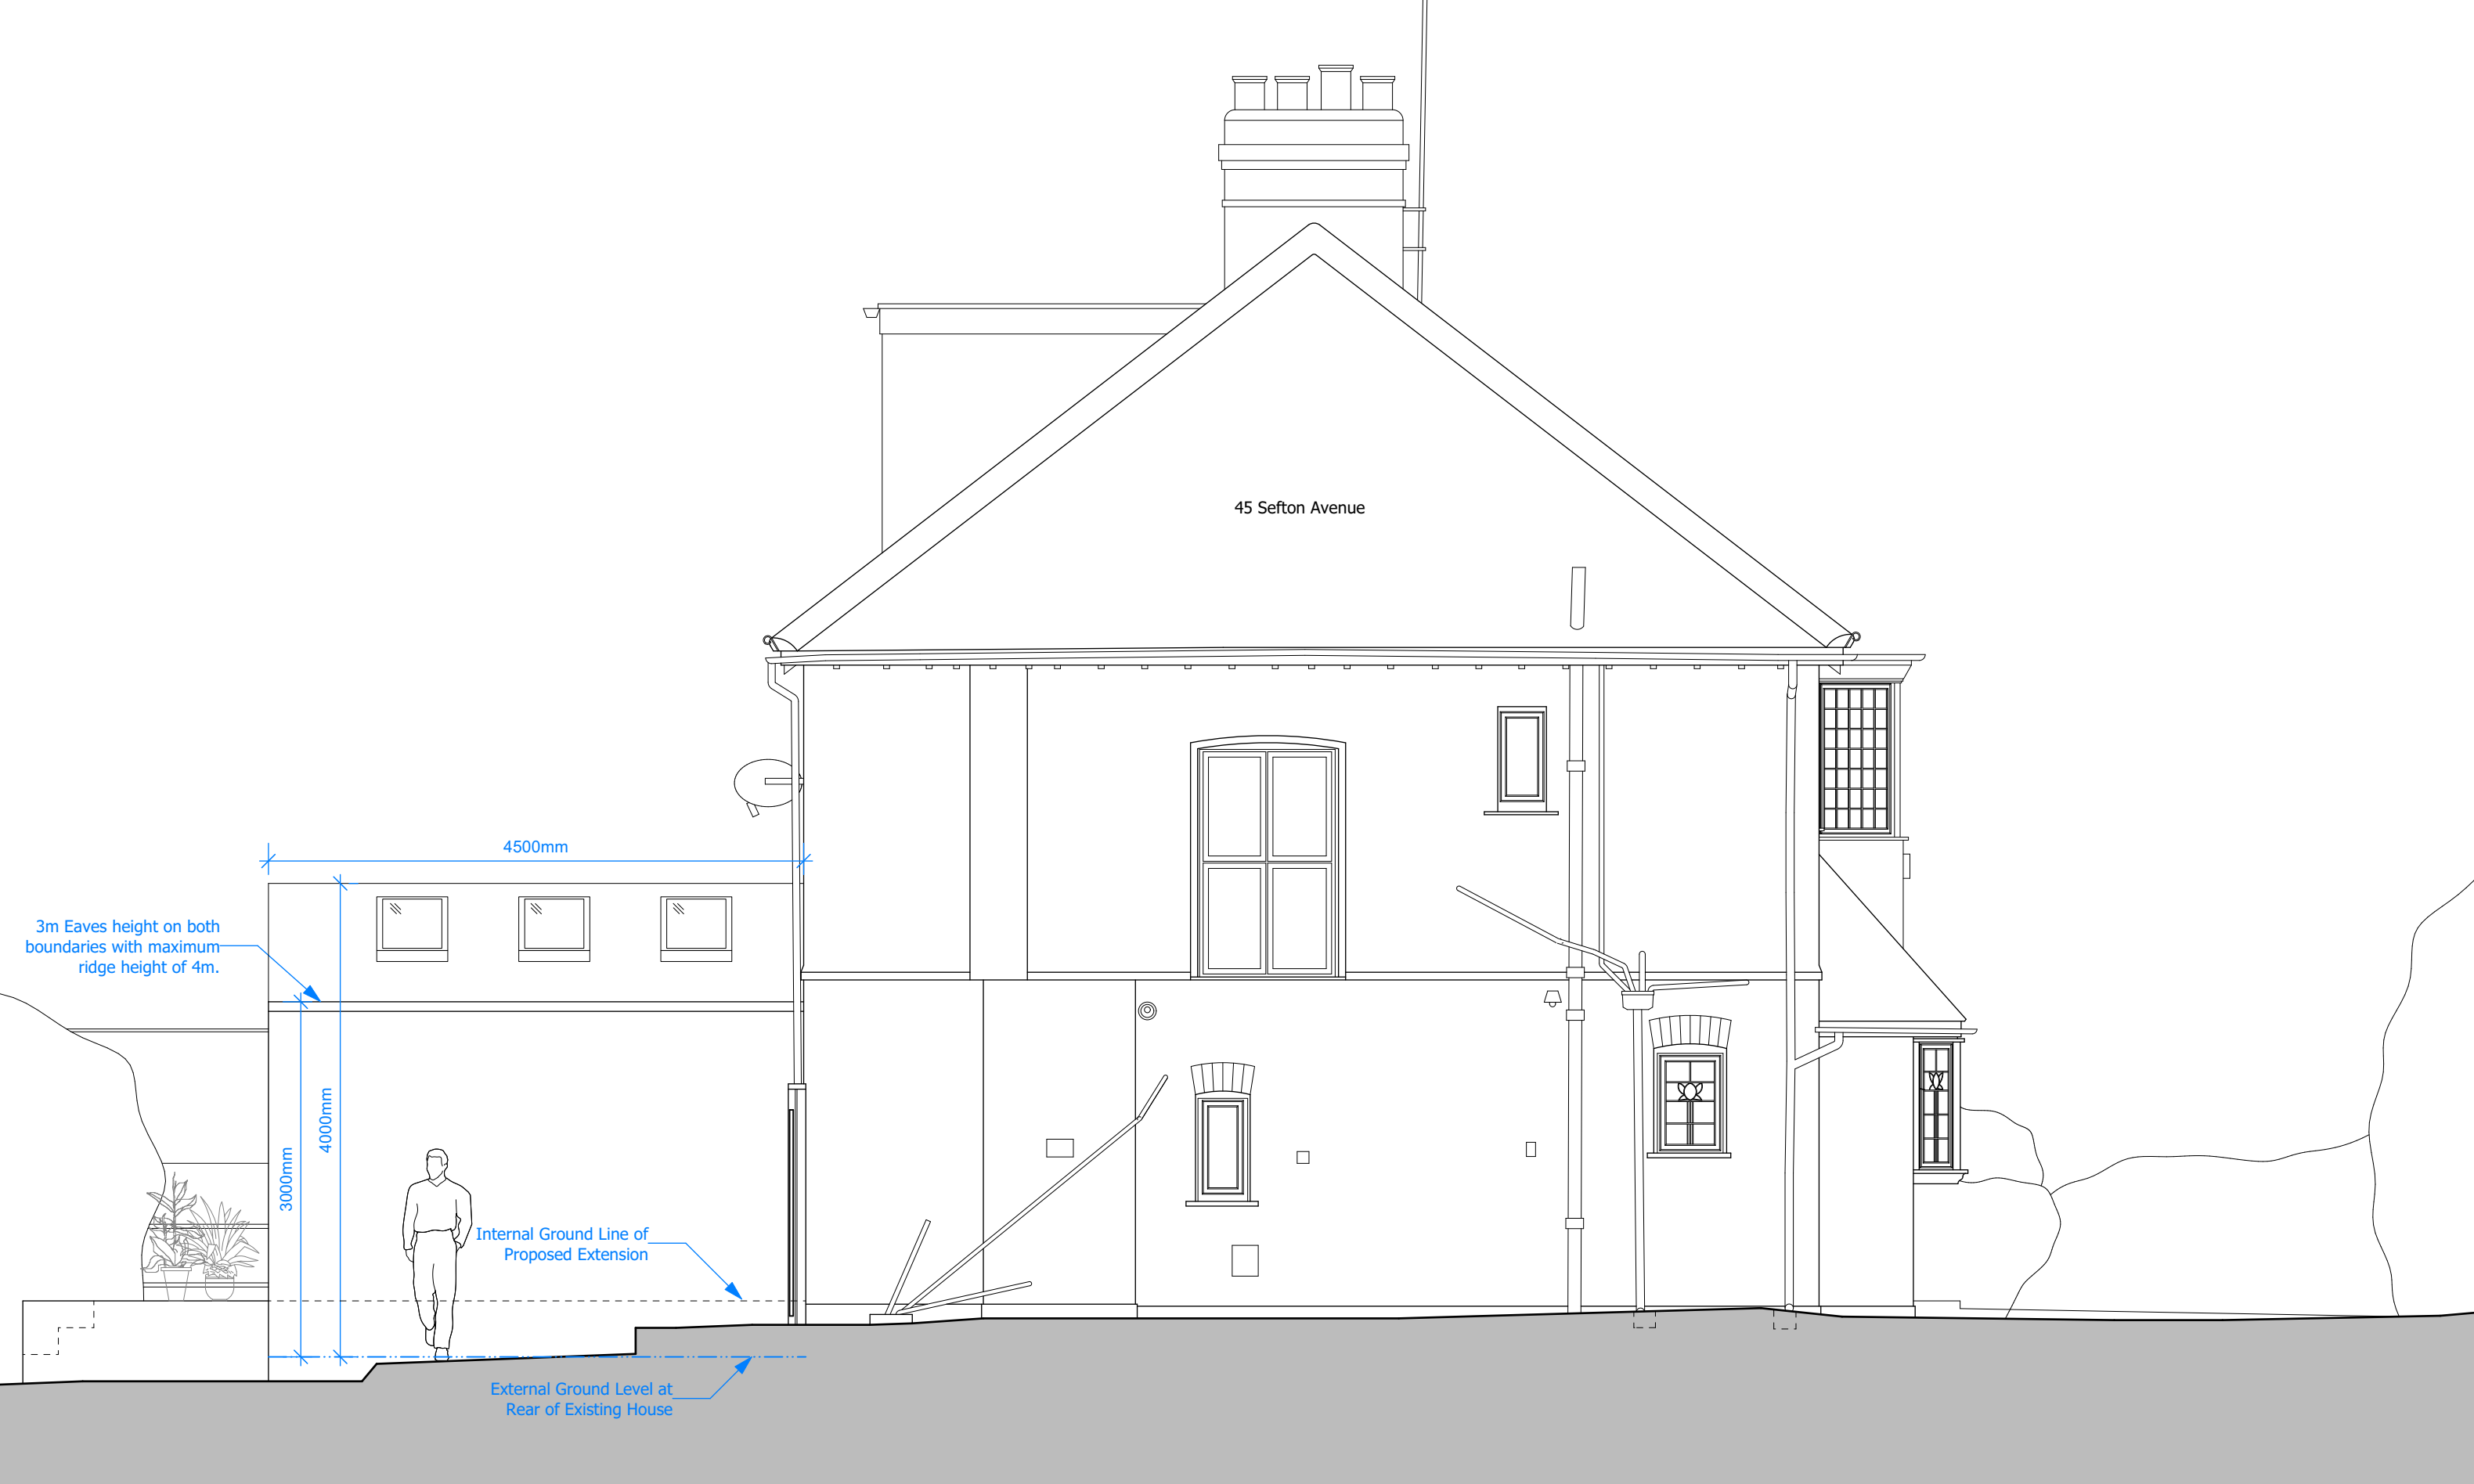 45 Sefton Avenue
4500mm
3m Eaves height on both
boundaries with maximum
ridge height of 4m.
4000mm
3000mm
Internal Ground Line of
Proposed Extension
External Ground Level at
Rear of Existing House